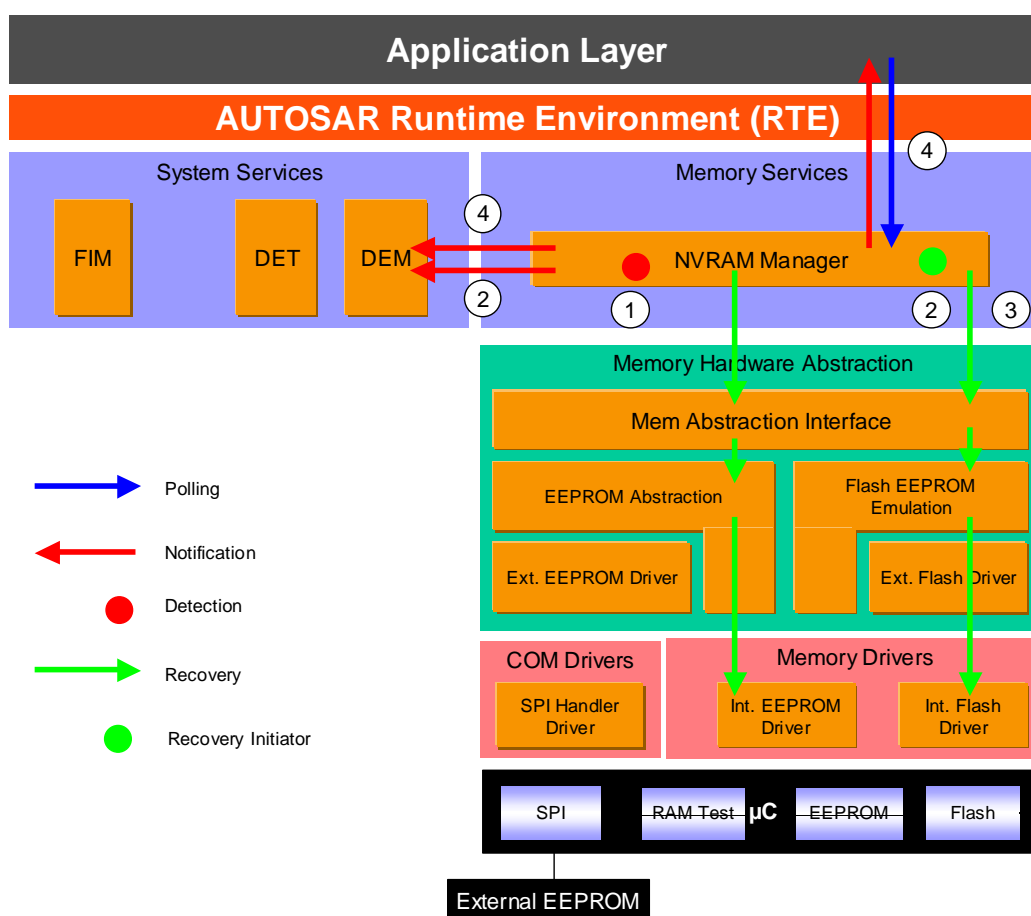 Application Layer
AUTOSAR Runtime Environment (RTE)
4
System Services
Memory Services
FIM
DET
DEM
4
2
NVRAM Manager
1
2
3
Memory Hardware Abstraction
Mem Abstraction Interface
EEPROM Abstraction
Flash EEPROM
Emulation
Ext. EEPROM Driver
Ext. Flash Driver
COM Drivers
Memory Drivers
SPI Handler
Driver
Int. EEPROM
Driver
Int. Flash
Driver
SPI
RAM Test
µC
EEPROM
Flash
External EEPROM
Polling
Notification
Detection
Recovery
Recovery Initiator